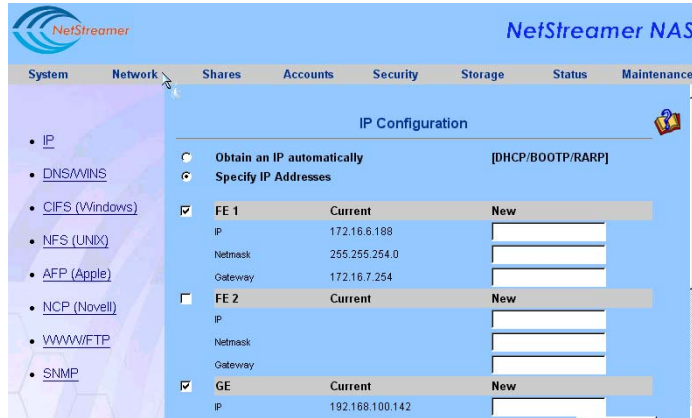 NetStreamer
NetStreamer NAS
System Network Shares Accounts Security Storage Status Maintenance
IP
DNS/WINS
CIFS (Windows)
NFS (UNIX)
AFP (Apple)
NCP (Novell)
WWW/FTP
SNMP
IP Configuration
Obtain an IP automatically [DHCP/BOOTP/RARP]
Specify IP Addresses
FE 1 Current New
IP 172.16.6.188
Netmask 255.255.254.0
Gateway 172.16.7.254
FE 2 Current New
IP
Netmask
Gateway
GE Current New
IP 192.168.100.142